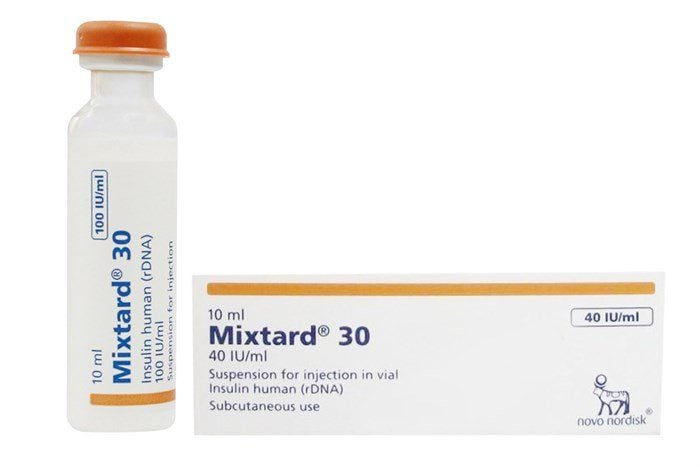 100 IU/ml
10 ml
Mixtard® 30
Insulin human (rDNA)
100 IU/ml
Suspension for injection
10 ml
40 IU/ml
Mixtard® 30
40 IU/ml
Suspension for injection in vial
Insulin human (rDNA)
Subcutaneous use
novo nordisk®